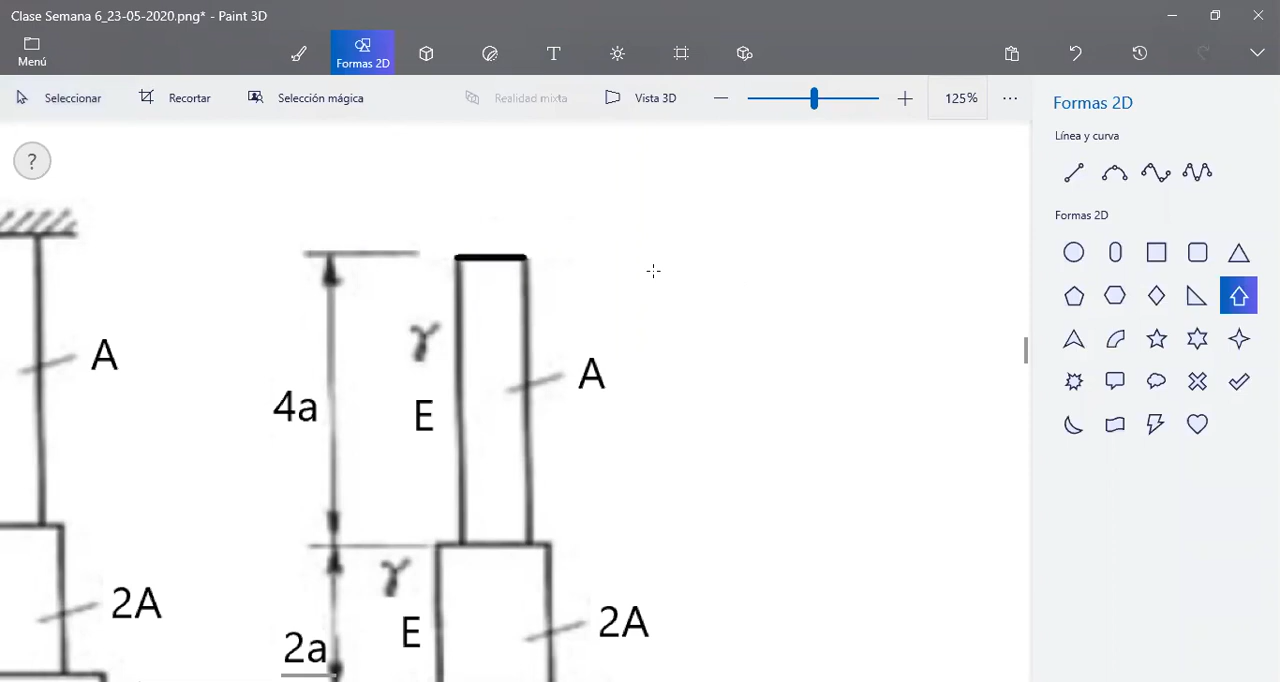 Clase Semana 6_23-05-2020.png* - Paint 3D
Menú
Formas 2D
Seleccionar
Recortar
Selección mágica
Realidad mixta
Vista 3D
125%
Formas 2D
Línea y curva
Formas 2D
?
A
2A
4a
γ
E
A
γ
E
2a
2A